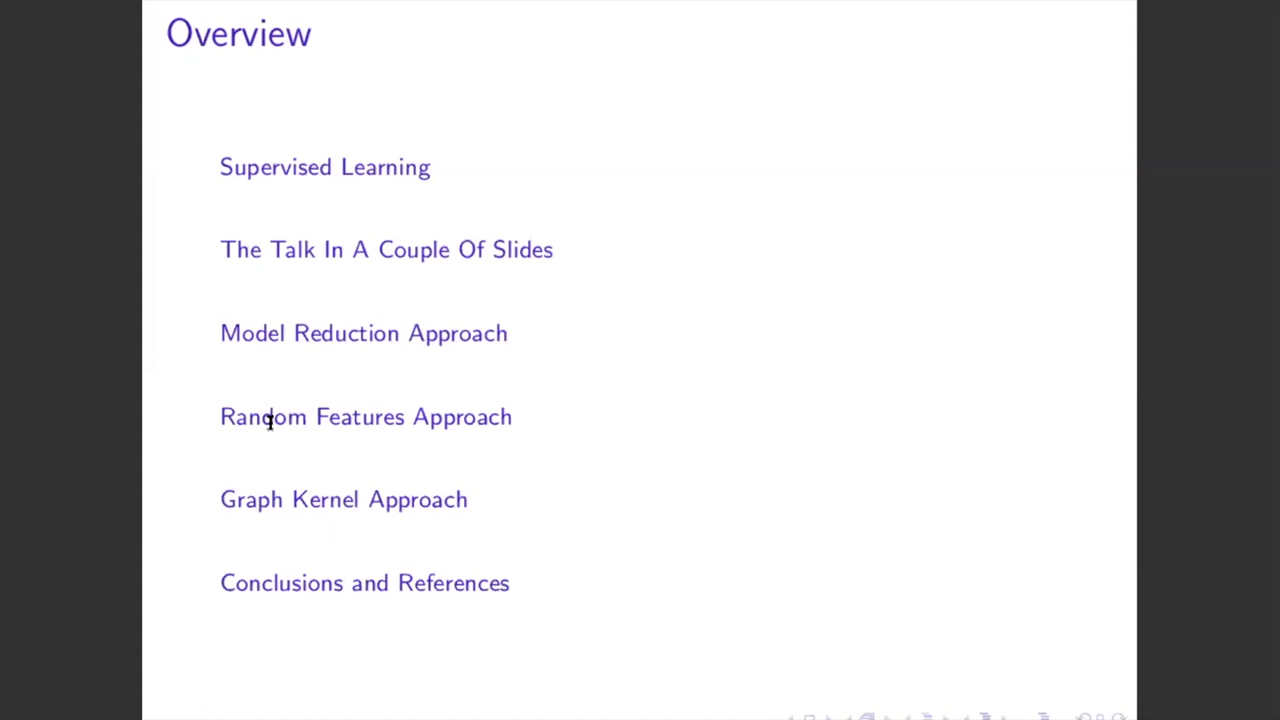 Overview
Supervised Learning
The Talk In A Couple Of Slides
Model Reduction Approach
Random Features Approach
Graph Kernel Approach
Conclusions and References